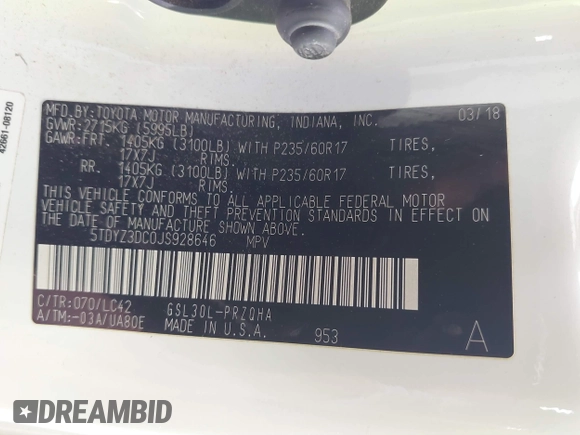 42661-08120
MFD.BY:TOYOTA MOTOR MANUFACTURING, INDIANA, INC. 03/18
GVWR:2715KG (5995LB)
GAWR:FRT. 1405KG (3100LB) WITH P235/60R17 TIRES,
17X7J RIMS.
RR. 1405KG (3100LB) WITH P235/60R17 TIRES,
17X7J RIMS.
THIS VEHICLE CONFORMS TO ALL APPLICABLE FEDERAL MOTOR
VEHICLE SAFETY AND THEFT PREVENTION STANDARDS IN EFFECT ON
THE DATE OF MANUFACTURE SHOWN ABOVE.
5TDYZ3DC0JS928646 MPV
C/TR:070/LC42 GSL30L-PRZQHA
A/TM:-03A/UA80E MADE IN U.S.A. 953 A
DREAMBID
DREAMBID.COM